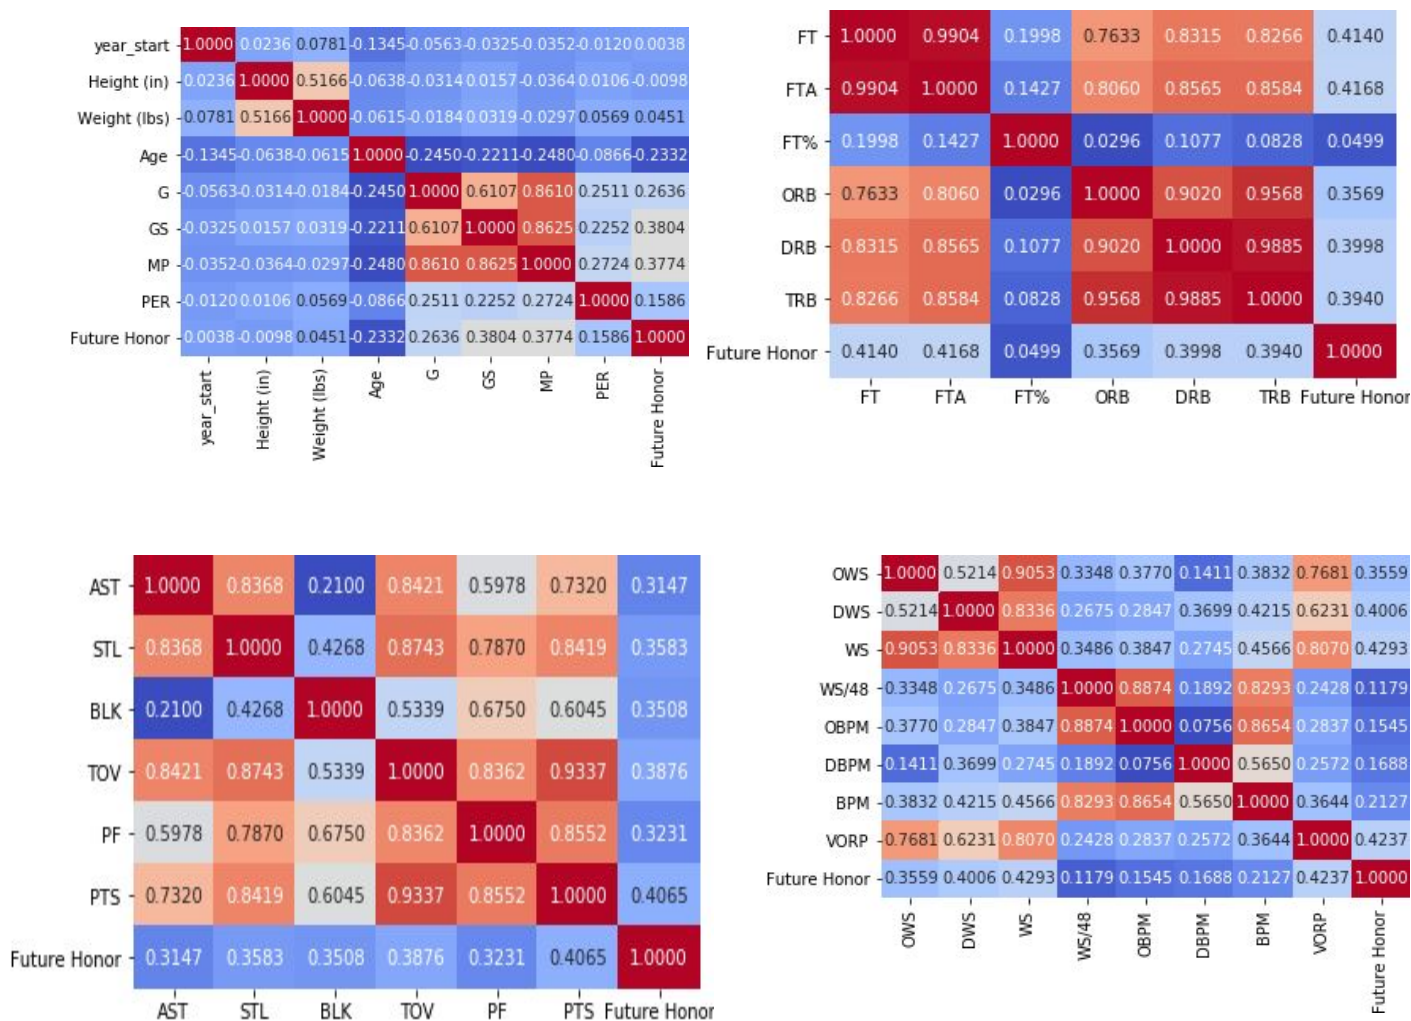 year_start 1.0000 0.0236 0.0781 -0.1345 -0.0563 -0.0325 -0.0352 -0.0120 0.0038
Height (in) 0.0236 1.0000 0.5166 -0.0638 -0.0314 0.0157 -0.0364 0.0106 -0.0098
Weight (lbs) 0.0781 0.5166 1.0000 -0.0615 -0.0184 0.0319 -0.0297 0.0569 0.0451
Age -0.1345 -0.0638 -0.0615 1.0000 -0.2450 -0.2211 -0.2480 -0.0866 -0.2332
G -0.0563 -0.0314 -0.0184 -0.2450 1.0000 0.6107 0.8610 0.2511 0.2636
GS -0.0325 0.0157 0.0319 -0.2211 0.6107 1.0000 0.8625 0.2252 0.3804
MP -0.0352 -0.0364 -0.0297 -0.2480 0.8610 0.8625 1.0000 0.2724 0.3774
PER -0.0120 0.0106 0.0569 -0.0866 0.2511 0.2252 0.2724 1.0000 0.1586
Future Honor 0.0038 -0.0098 0.0451 -0.2332 0.2636 0.3804 0.3774 0.1586 1.0000
year_start Height (in) Weight (lbs) Age G GS MP PER Future Honor
FT 1.0000 0.9904 0.1998 0.7633 0.8315 0.8266 0.4140
FTA 0.9904 1.0000 0.1427 0.8060 0.8565 0.8584 0.4168
FT% 0.1998 0.1427 1.0000 0.0296 0.1077 0.0828 0.0499
ORB 0.7633 0.8060 0.0296 1.0000 0.9020 0.9568 0.3569
DRB 0.8315 0.8565 0.1077 0.9020 1.0000 0.9885 0.3998
TRB 0.8266 0.8584 0.0828 0.9568 0.9885 1.0000 0.3940
Future Honor 0.4140 0.4168 0.0499 0.3569 0.3998 0.3940 1.0000
FT FTA FT% ORB DRB TRB Future Honor
AST 1.0000 0.8368 0.2100 0.8421 0.5978 0.7320 0.3147
STL 0.8368 1.0000 0.4268 0.8743 0.7870 0.8419 0.3583
BLK 0.2100 0.4268 1.0000 0.5339 0.6750 0.6045 0.3508
TOV 0.8421 0.8743 0.5339 1.0000 0.8362 0.9337 0.3876
PF 0.5978 0.7870 0.6750 0.8362 1.0000 0.8552 0.3231
PTS 0.7320 0.8419 0.6045 0.9337 0.8552 1.0000 0.4065
Future Honor 0.3147 0.3583 0.3508 0.3876 0.3231 0.4065 1.0000
AST STL BLK TOV PF PTS Future Honor
OWS 1.0000 0.5214 0.9053 0.3348 0.3770 0.1411 0.3832 0.7681 0.3559
DWS 0.5214 1.0000 0.8336 0.2675 0.2847 0.3699 0.4215 0.6231 0.4006
WS 0.9053 0.8336 1.0000 0.3486 0.3847 0.2745 0.4566 0.8070 0.4293
WS/48 0.3348 0.2675 0.3486 1.0000 0.8874 0.1892 0.8293 0.2428 0.1179
OBPM 0.3770 0.2847 0.3847 0.8874 1.0000 0.0756 0.8654 0.2837 0.1545
DBPM 0.1411 0.3699 0.2745 0.1892 0.0756 1.0000 0.5650 0.2572 0.1688
BPM 0.3832 0.4215 0.4566 0.8293 0.8654 0.5650 1.0000 0.3644 0.2127
VORP 0.7681 0.6231 0.8070 0.2428 0.2837 0.2572 0.3644 1.0000 0.4237
Future Honor 0.3559 0.4006 0.4293 0.1179 0.1545 0.1688 0.2127 0.4237 1.0000
OWS DWS WS WS/48 OBPM DBPM BPM VORP Future Honor